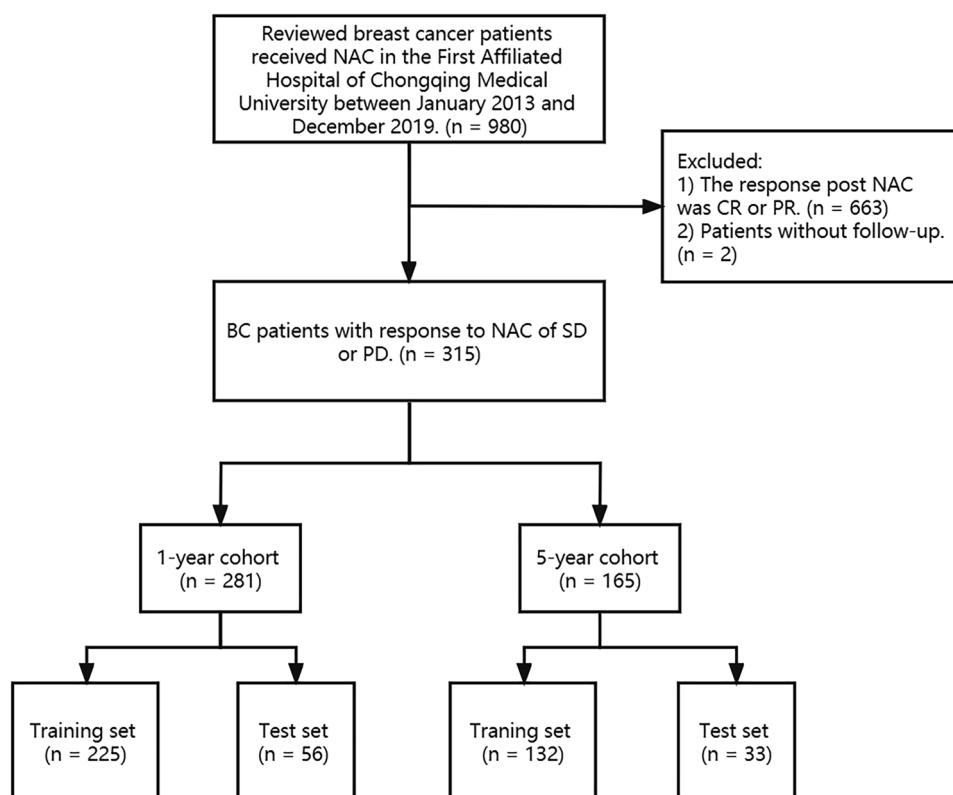 Reviewed breast cancer patients
received NAC in the First Affiliated
Hospital of Chongqing Medical
University between January 2013 and
December 2019. (n = 980)
Excluded:
1) The response post NAC
was CR or PR. (n = 663)
2) Patients without follow-up.
(n = 2)
BC patients with response to NAC of SD
or PD. (n = 315)
1-year cohort
(n = 281)
5-year cohort
(n = 165)
Training set
(n = 225)
Test set
(n = 56)
Traning set
(n = 132)
Test set
(n = 33)